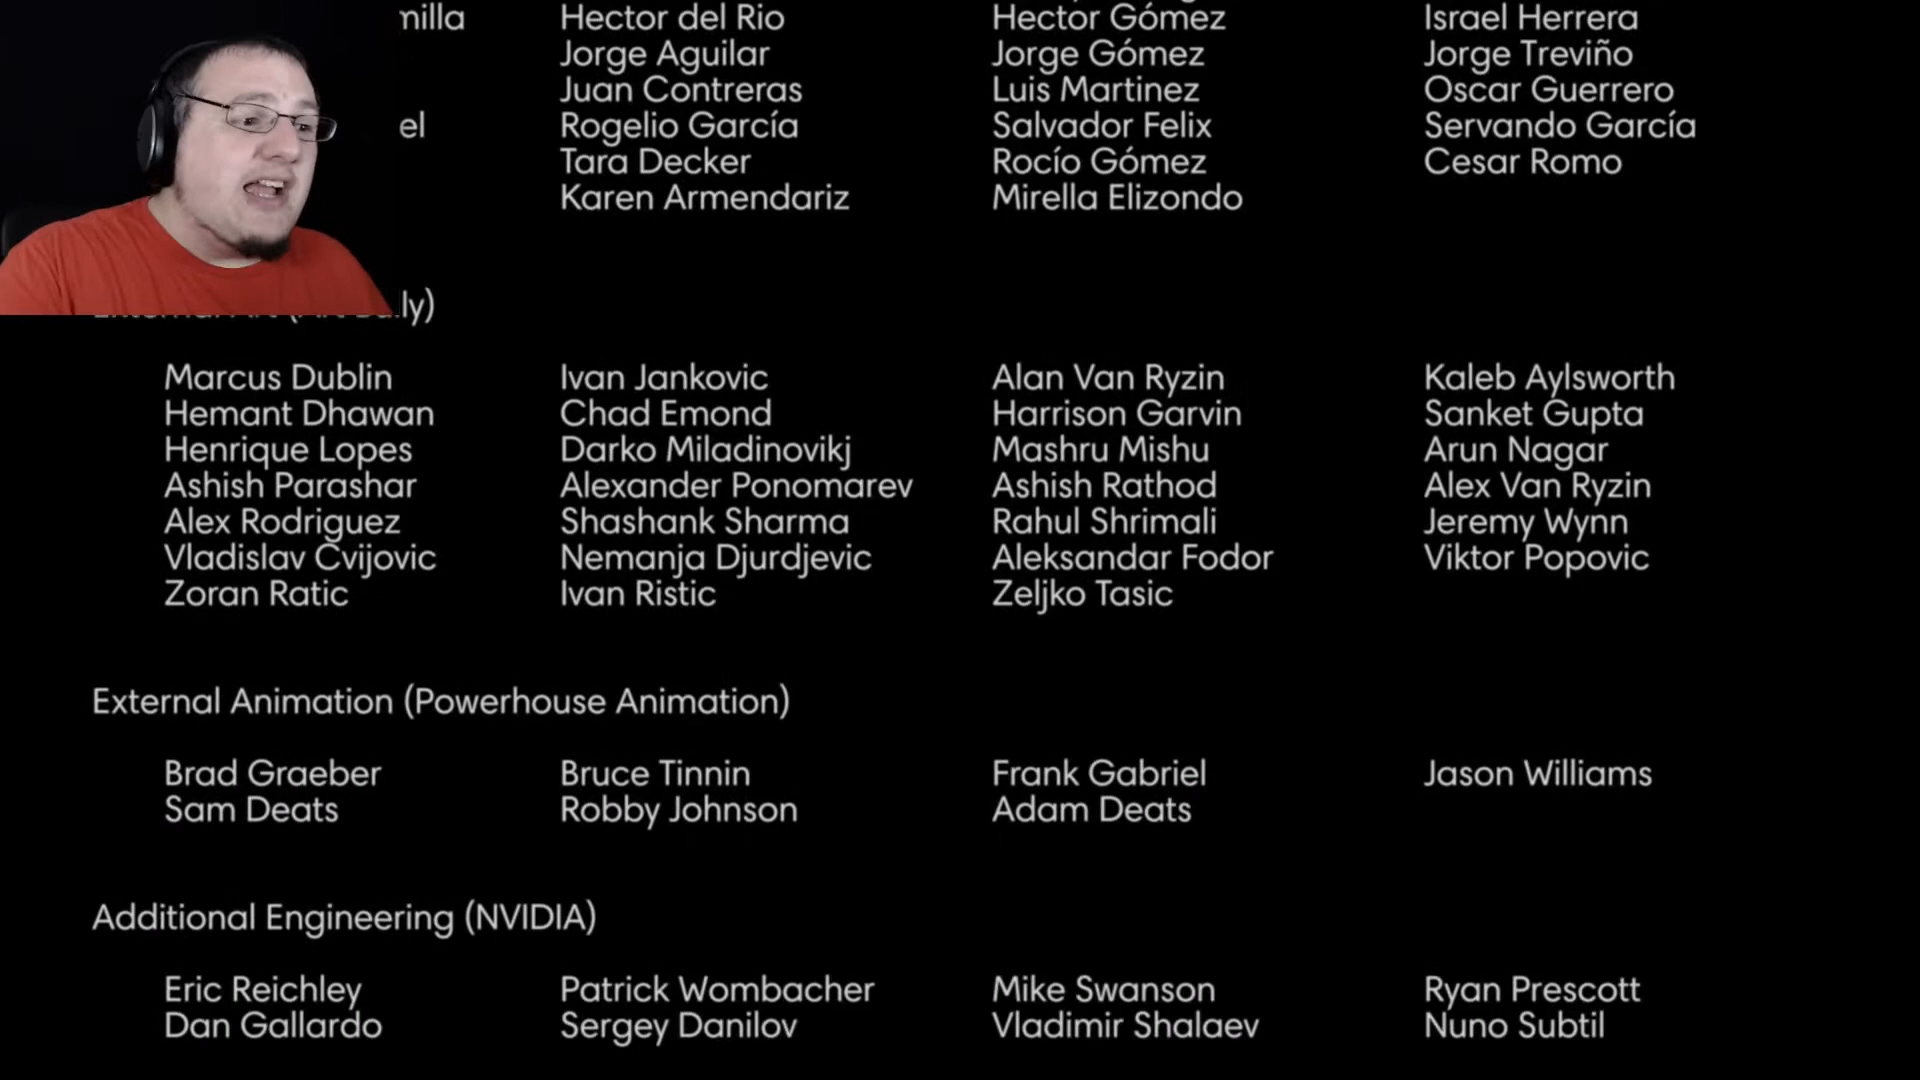 Hector del Rio Hector Gómez Israel Herrera
Jorge Aguilar Jorge Gómez Jorge Treviño
Juan Contreras Luis Martinez Oscar Guerrero
Rogelio García Salvador Felix Servando García
Tara Decker Rocío Gómez Cesar Romo
Karen Armendariz Mirella Elizondo
Marcus Dublin Ivan Jankovic Alan Van Ryzin Kaleb Aylsworth
Hemant Dhawan Chad Emond Harrison Garvin Sanket Gupta
Henrique Lopes Darko Miladinovikj Mashru Mishu Arun Nagar
Ashish Parashar Alexander Ponomarev Ashish Rathod Alex Van Ryzin
Alex Rodriguez Shashank Sharma Rahul Shrimali Jeremy Wynn
Vladislav Cvijovic Nemanja Djurdjevic Aleksandar Fodor Viktor Popovic
Zoran Ratic Ivan Ristic Zeljko Tasic
External Animation (Powerhouse Animation)
Brad Graeber Bruce Tinnin Frank Gabriel Jason Williams
Sam Deats Robby Johnson Adam Deats
Additional Engineering (NVIDIA)
Eric Reichley Patrick Wombacher Mike Swanson Ryan Prescott
Dan Gallardo Sergey Danilov Vladimir Shalaev Nuno Subtil